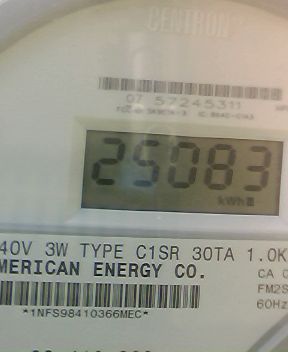 CENTRON
07 57245311
25083
kWh
40V 3W TYPE C1SR 30TA 1.0K
MERICAN ENERGY CO.
CA 0
FM2S
60Hz
*1NFS98410366MEC*